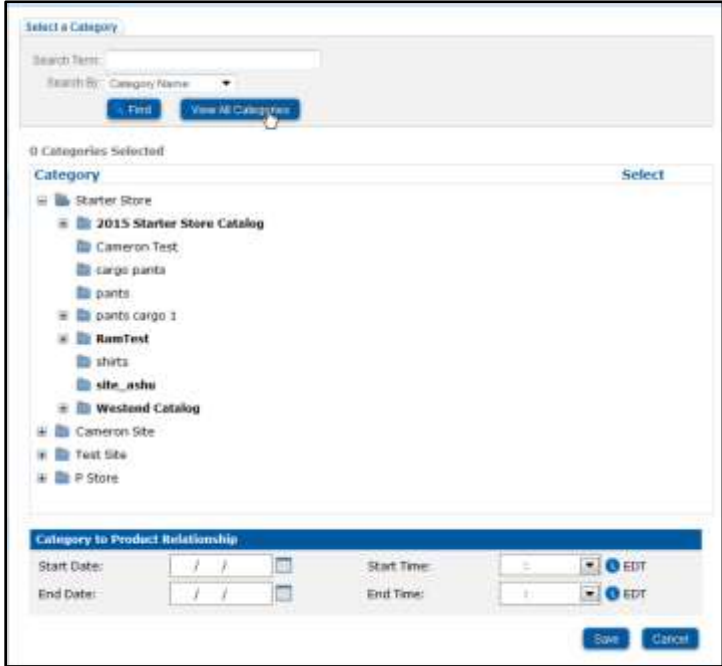 Select a Category
Search Term:
Search By: Category Name
Find View All Categories
0 Categories Selected
Category Select
Starter Store
2015 Starter Store Catalog
Cameron Test
cargo pants
pants
pants cargo 1
RamTest
shirts
site_ashu
Westend Catalog
Cameron Site
Test Site
P Store
Category to Product Relationship
Start Date: / / Start Time: : EDT
End Date: / / End Time: : EDT
Save Cancel